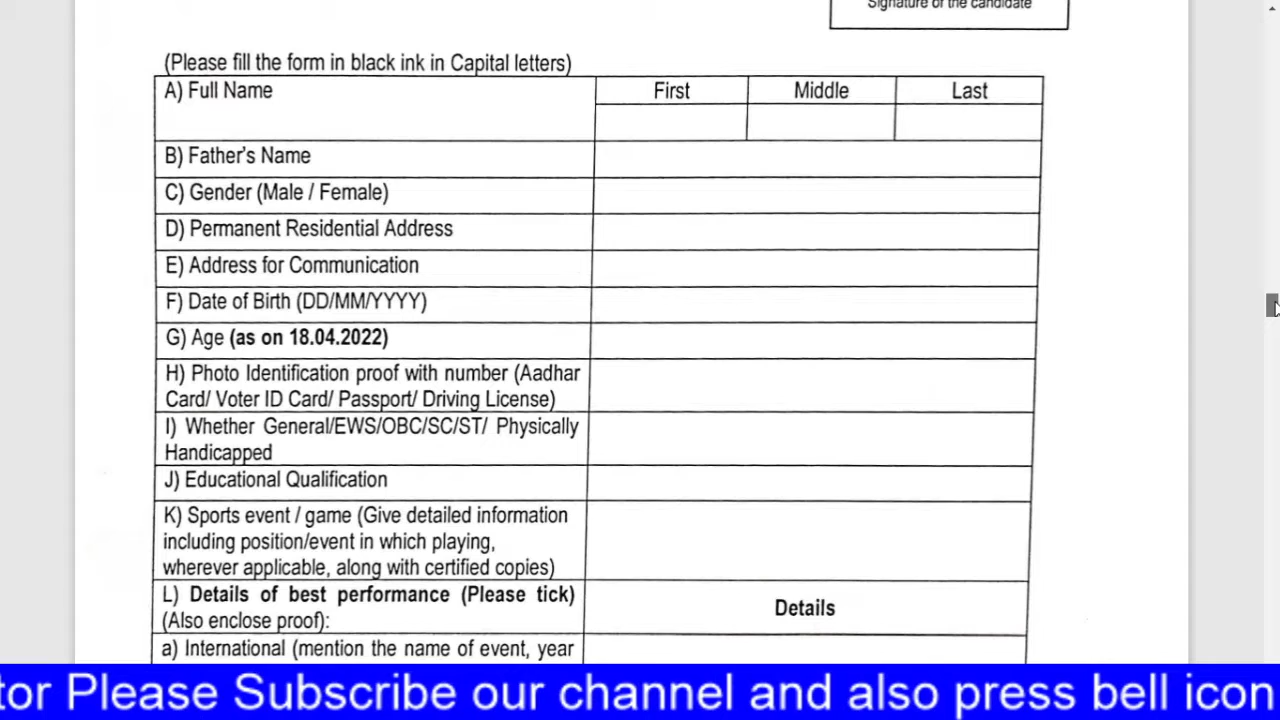 Signature of the candidate
(Please fill the form in black ink in Capital letters)
A) Full Name
First
Middle
Last
B) Father's Name
C) Gender (Male / Female)
D) Permanent Residential Address
E) Address for Communication
F) Date of Birth (DD/MM/YYYY)
G) Age (as on 18.04.2022)
H) Photo Identification proof with number (Aadhar
Card/ Voter ID Card/ Passport/ Driving License)
I) Whether General/EWS/OBC/SC/ST/ Physically
Handicapped
J) Educational Qualification
K) Sports event / game (Give detailed information
including position/event in which playing,
wherever applicable, along with certified copies)
L) Details of best performance (Please tick)
(Also enclose proof):
Details
a) International (mention the name of event, year
tor Please Subscribe our channel and also press bell icon